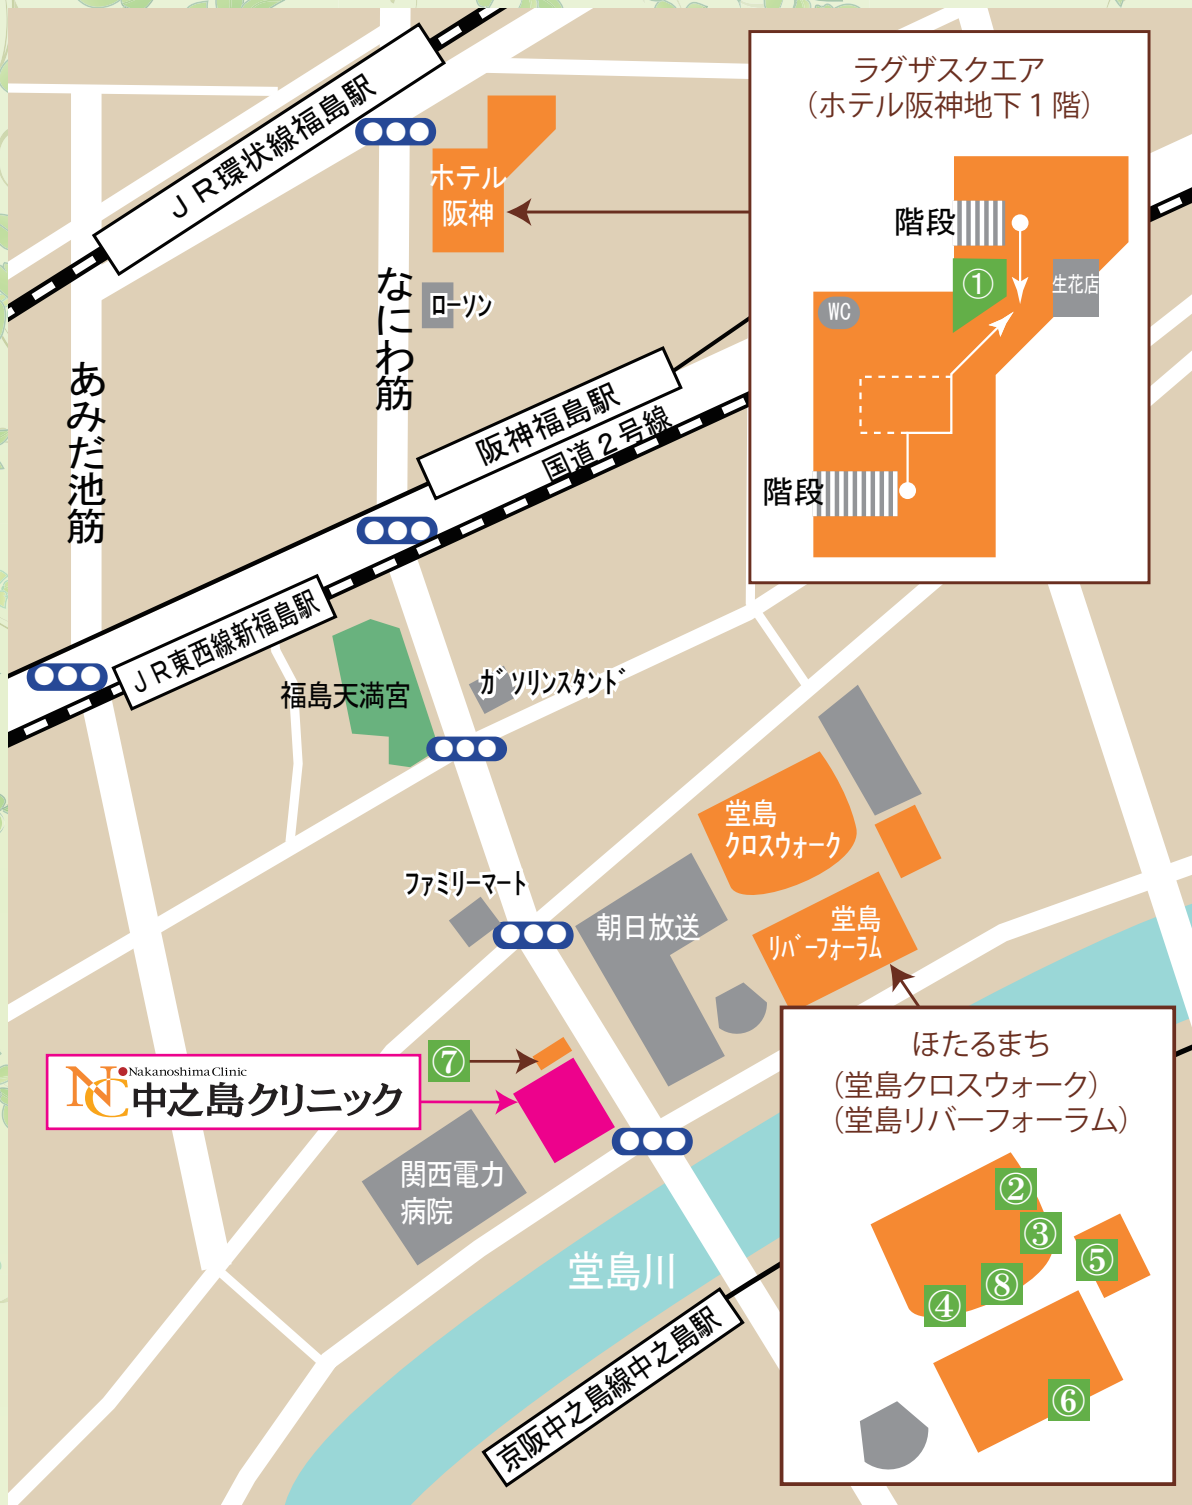 ラグザスクエア
（ホテル阪神地下１階）
階段
①
生花店
WC
階段
ＪＲ環状線福島駅
ホテル
阪神
なにわ筋
ローソン
あみだ池筋
阪神福島駅
国道２号線
ＪＲ東西線新福島駅
福島天満宮
ガソリンスタンド
堂島
クロスウォーク
ファミリーマート
朝日放送
堂島
リバーフォーラム
⑦
Nakanoshima Clinic
NC
中之島クリニック
関西電力
病院
堂島川
京阪中之島線中之島駅
ほたるまち
（堂島クロスウォーク）
（堂島リバーフォーラム）
②
③
⑤
⑧
④
⑥